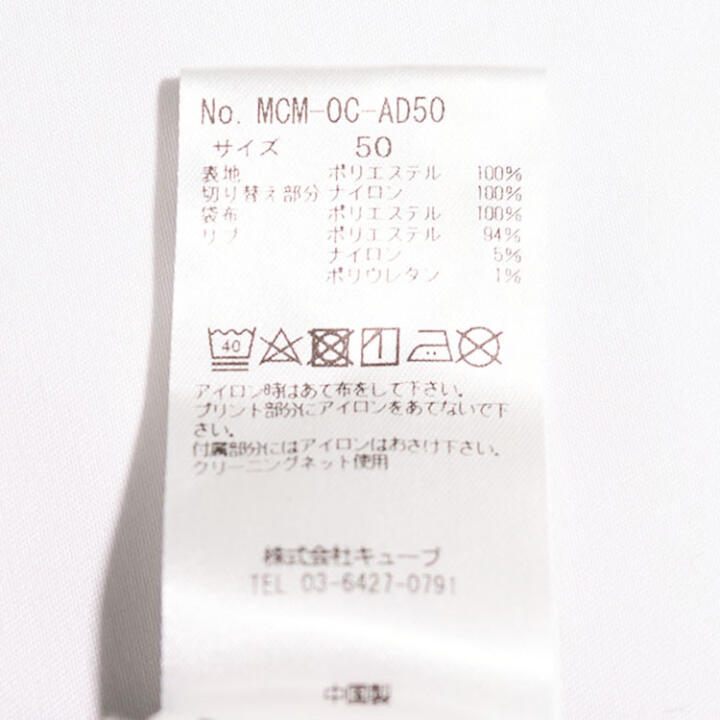 No. MCM-OC-AD50
サイズ 50
表地 ポリエステル 100%
切り替え部分 ナイロン 100%
袋布 ポリエステル 100%
リブ ポリエステル 94%
ナイロン 5%
ポリウレタン 1%
40
アイロン時はあて布をして下さい。
プリント部分にアイロンをあてないで下
さい。
付属部分にはアイロンはおさけ下さい。
クリーニングネット使用
株式会社キューブ
TEL 03-6427-0791
中国製